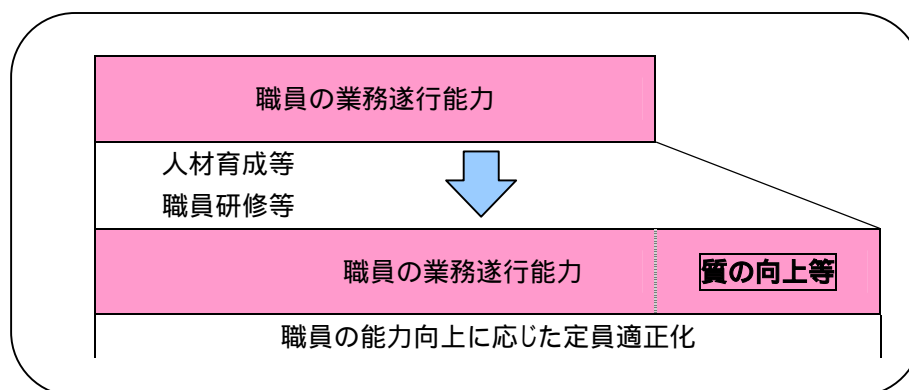 職員の業務遂行能力
人材育成等
職員研修等
職員の業務遂行能力
質の向上等
職員の能力向上に応じた定員適正化